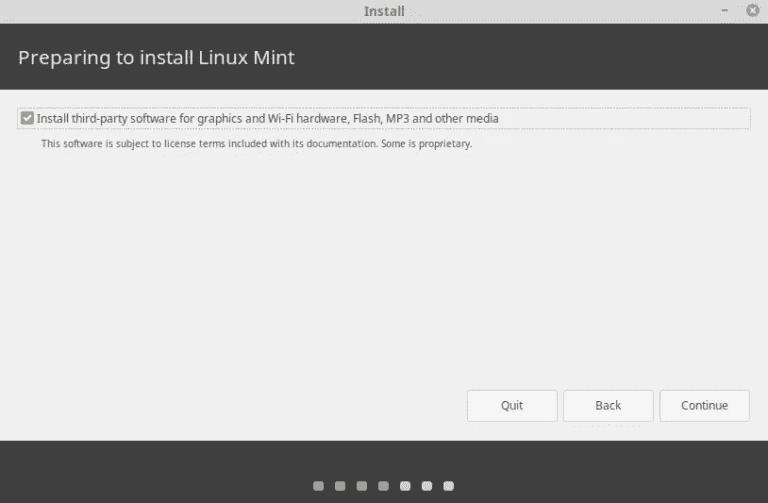 Install
Preparing to install Linux Mint
Install third-party software for graphics and Wi-Fi hardware, Flash, MP3 and other media
This software is subject to license terms included with its documentation. Some is proprietary.
Quit Back Continue